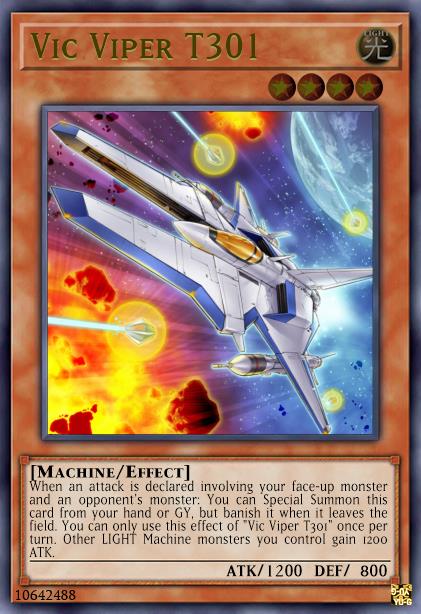 Vic Viper T301
LIGHT
光
[Machine/Effect]
When an attack is declared involving your face-up monster
and an opponent's monster: You can Special Summon this
card from your hand or GY, but banish it when it leaves the
field. You can only use this effect of "Vic Viper T301" once per
turn. Other LIGHT Machine monsters you control gain 1200
ATK.
ATK/1200 DEF/ 800
10642488